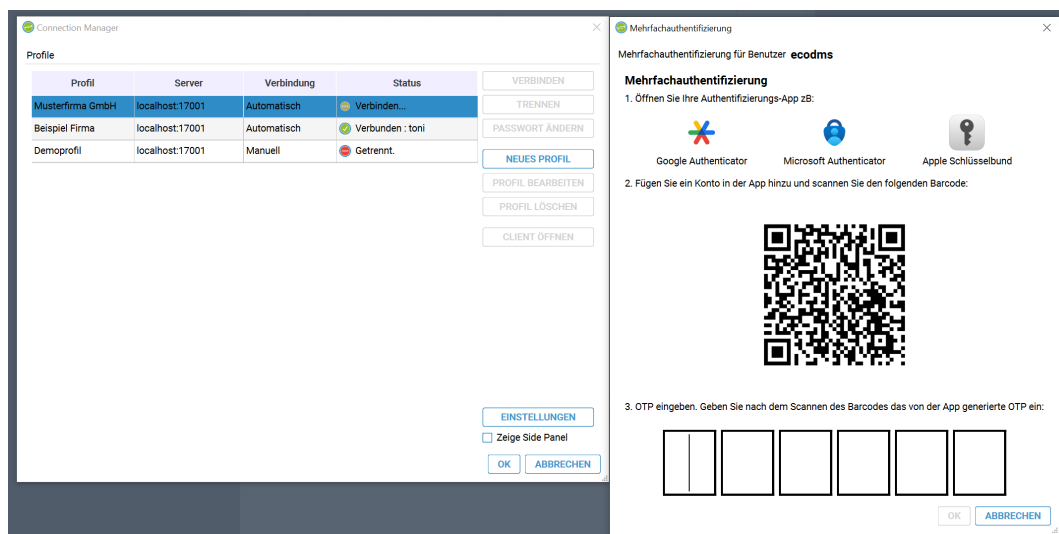 Connection Manager
Profile
Profil Server Verbindung Status
Musterfirma GmbH localhost:17001 Automatisch Verbinden...
Beispiel Firma localhost:17001 Automatisch Verbunden : toni
Demoprofil localhost:17001 Manuell Getrennt.
VERBINDEN
TRENNEN
PASSWORT ÄNDERN
NEUES PROFIL
PROFIL BEARBEITEN
PROFIL LÖSCHEN
CLIENT ÖFFNEN
EINSTELLUNGEN
Zeige Side Panel
OK ABBRECHEN
Mehrfachauthentifizierung
Mehrfachauthentifizierung für Benutzer ecodms
Mehrfachauthentifizierung
1. Öffnen Sie Ihre Authentifizierungs-App zB:
Google Authenticator Microsoft Authenticator Apple Schlüsselbund
2. Fügen Sie ein Konto in der App hinzu und scannen Sie den folgenden Barcode:
3. OTP eingeben. Geben Sie nach dem Scannen des Barcodes das von der App generierte OTP ein:
OK ABBRECHEN